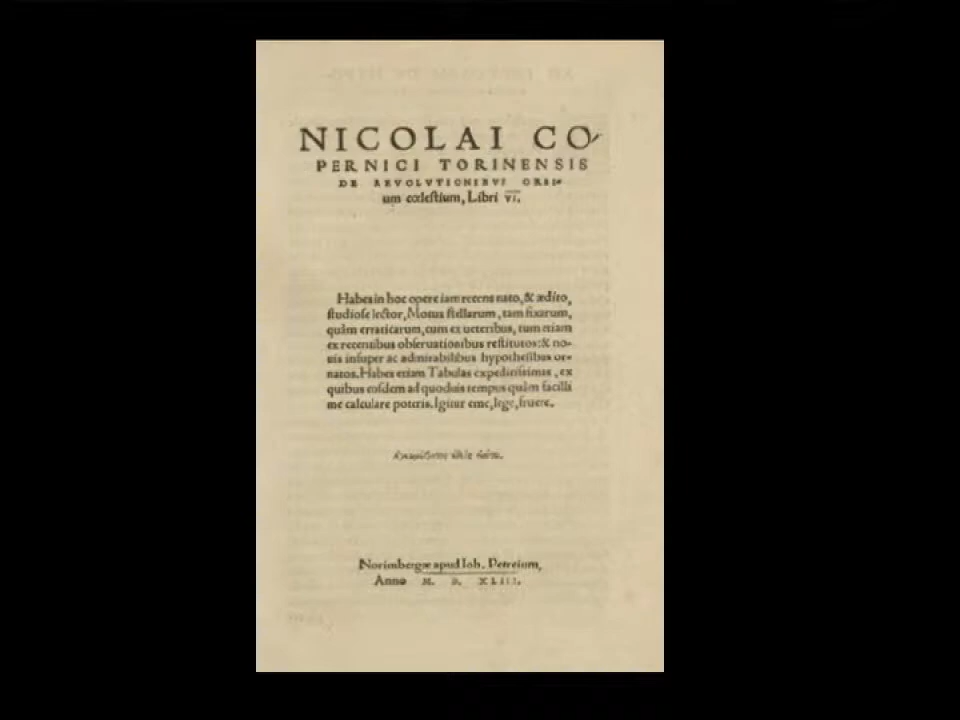 NICOLAI CO
PERNICI TORINENSIS
DE REVOLVTIONIBVS ORBI-
um cœlestium, Libri VI.
Habes in hoc opere iam recens nato, & ædito,
studiose lector, Motus stellarum, tam fixarum,
quàm erraticarum, cum ex ueteribus, tum etiam
ex recentibus obseruationibus restitutos: & no-
uis insuper ac admirabilibus hypothesibus or-
natos. Habes etiam Tabulas expeditissimas, ex
quibus eosdem ad quoduis tempus quàm facilli
me calculare poteris. Igitur eme, lege, fruere.
Norimbergæ apud Ioh. Petreium,
Anno M. D. XLIII.